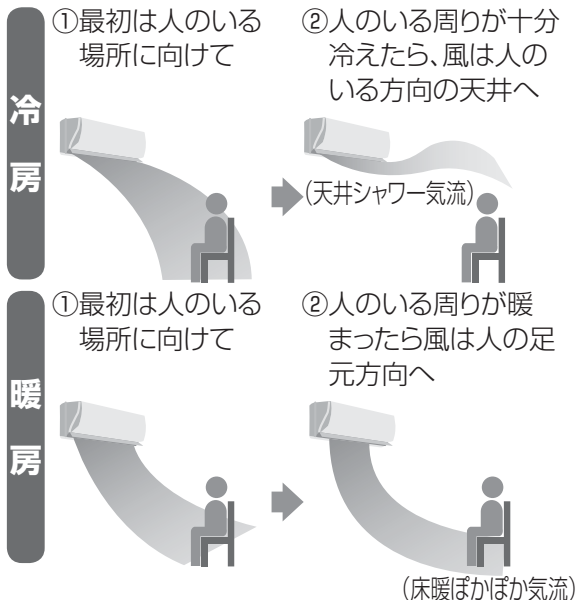 冷房
①最初は人のいる
場所に向けて
②人のいる周りが十分
冷えたら、風は人の
いる方向の天井へ
(天井シャワー気流)
暖房
①最初は人のいる
場所に向けて
②人のいる周りが暖
まったら風は人の足
元方向へ
(床暖ぽかぽか気流)